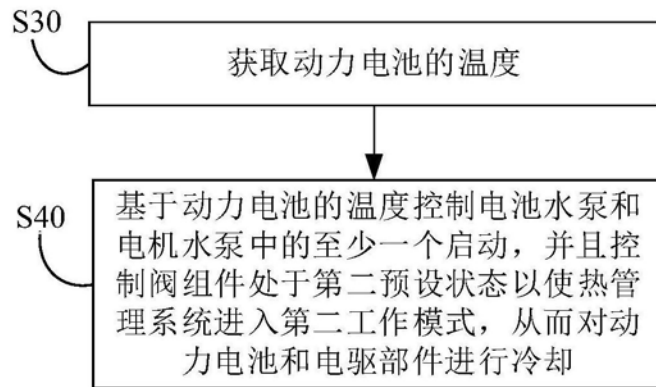 S30
获取动力电池的温度
S40
基于动力电池的温度控制电池水泵和
电机水泵中的至少一个启动，并且控
制阀组件处于第二预设状态以使热管
理系统进入第二工作模式，从而对动
力电池和电驱部件进行冷却